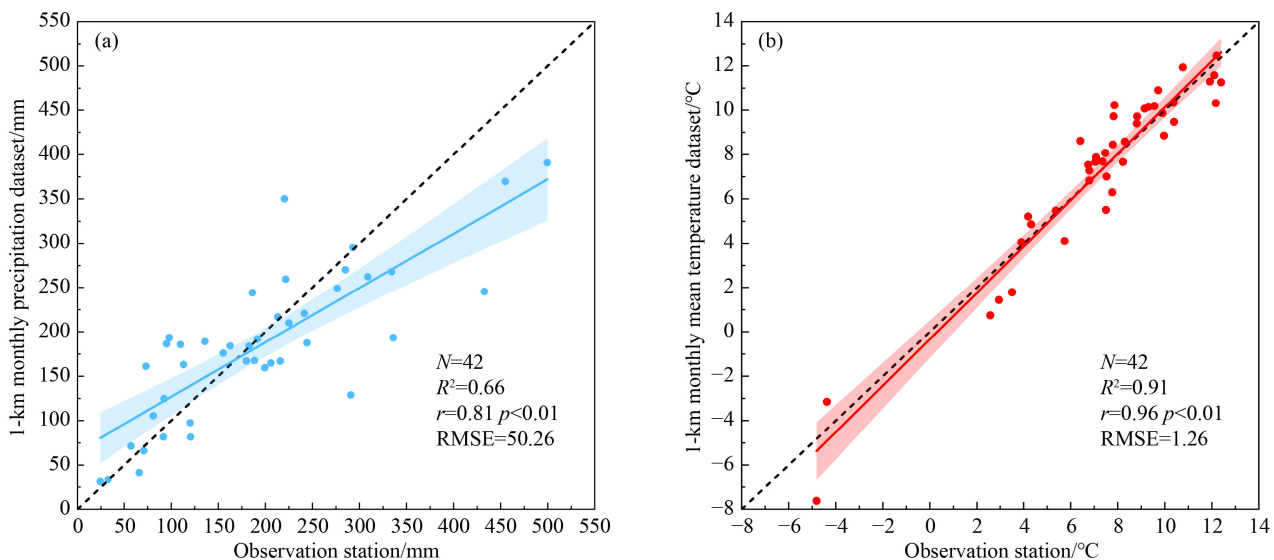 (a)
1-km monthly precipitation dataset/mm
550
500
450
400
350
300
250
200
150
100
50
0
N=42
R²=0.66
r=0.81 p<0.01
RMSE=50.26
0 50 100 150 200 250 300 350 400 450 500 550
Observation station/mm
(b)
1-km monthly mean temperature dataset/°C
14
12
10
8
6
4
2
0
−2
−4
−6
−8
N=42
R²=0.91
r=0.96 p<0.01
RMSE=1.26
−8 −6 −4 −2 0 2 4 6 8 10 12 14
Observation station/°C